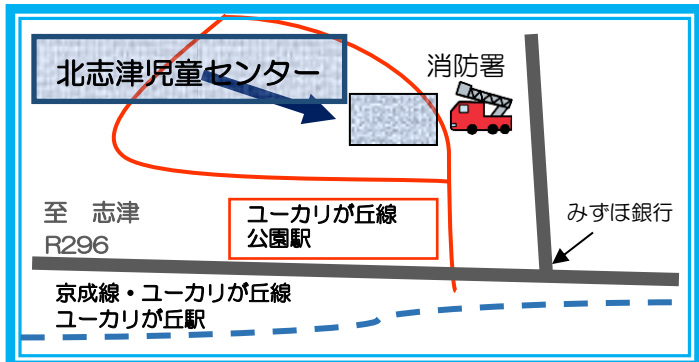 北志津児童センター
消防署
至　志津
R296
ユーカリが丘線
公園駅
みずほ銀行
京成線・ユーカリが丘線
ユーカリが丘駅